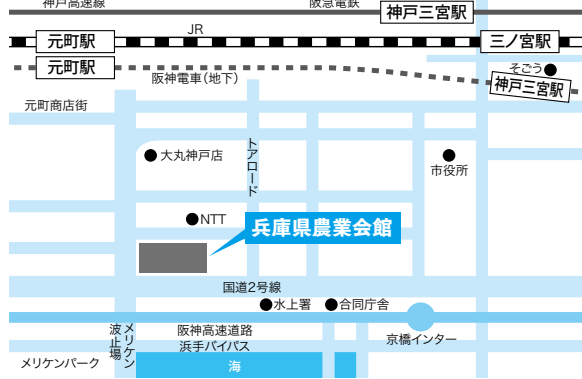 神戸高速線
阪急電鉄
神戸三宮駅
元町駅
JR
三ノ宮駅
元町駅
阪神電車（地下）
そごう
神戸三宮駅
元町商店街
トアロード
大丸神戸店
市役所
NTT
兵庫県農業会館
国道2号線
水上署
合同庁舎
メリケン
波止場
阪神高速道路
浜手バイパス
京橋インター
メリケンパーク
海